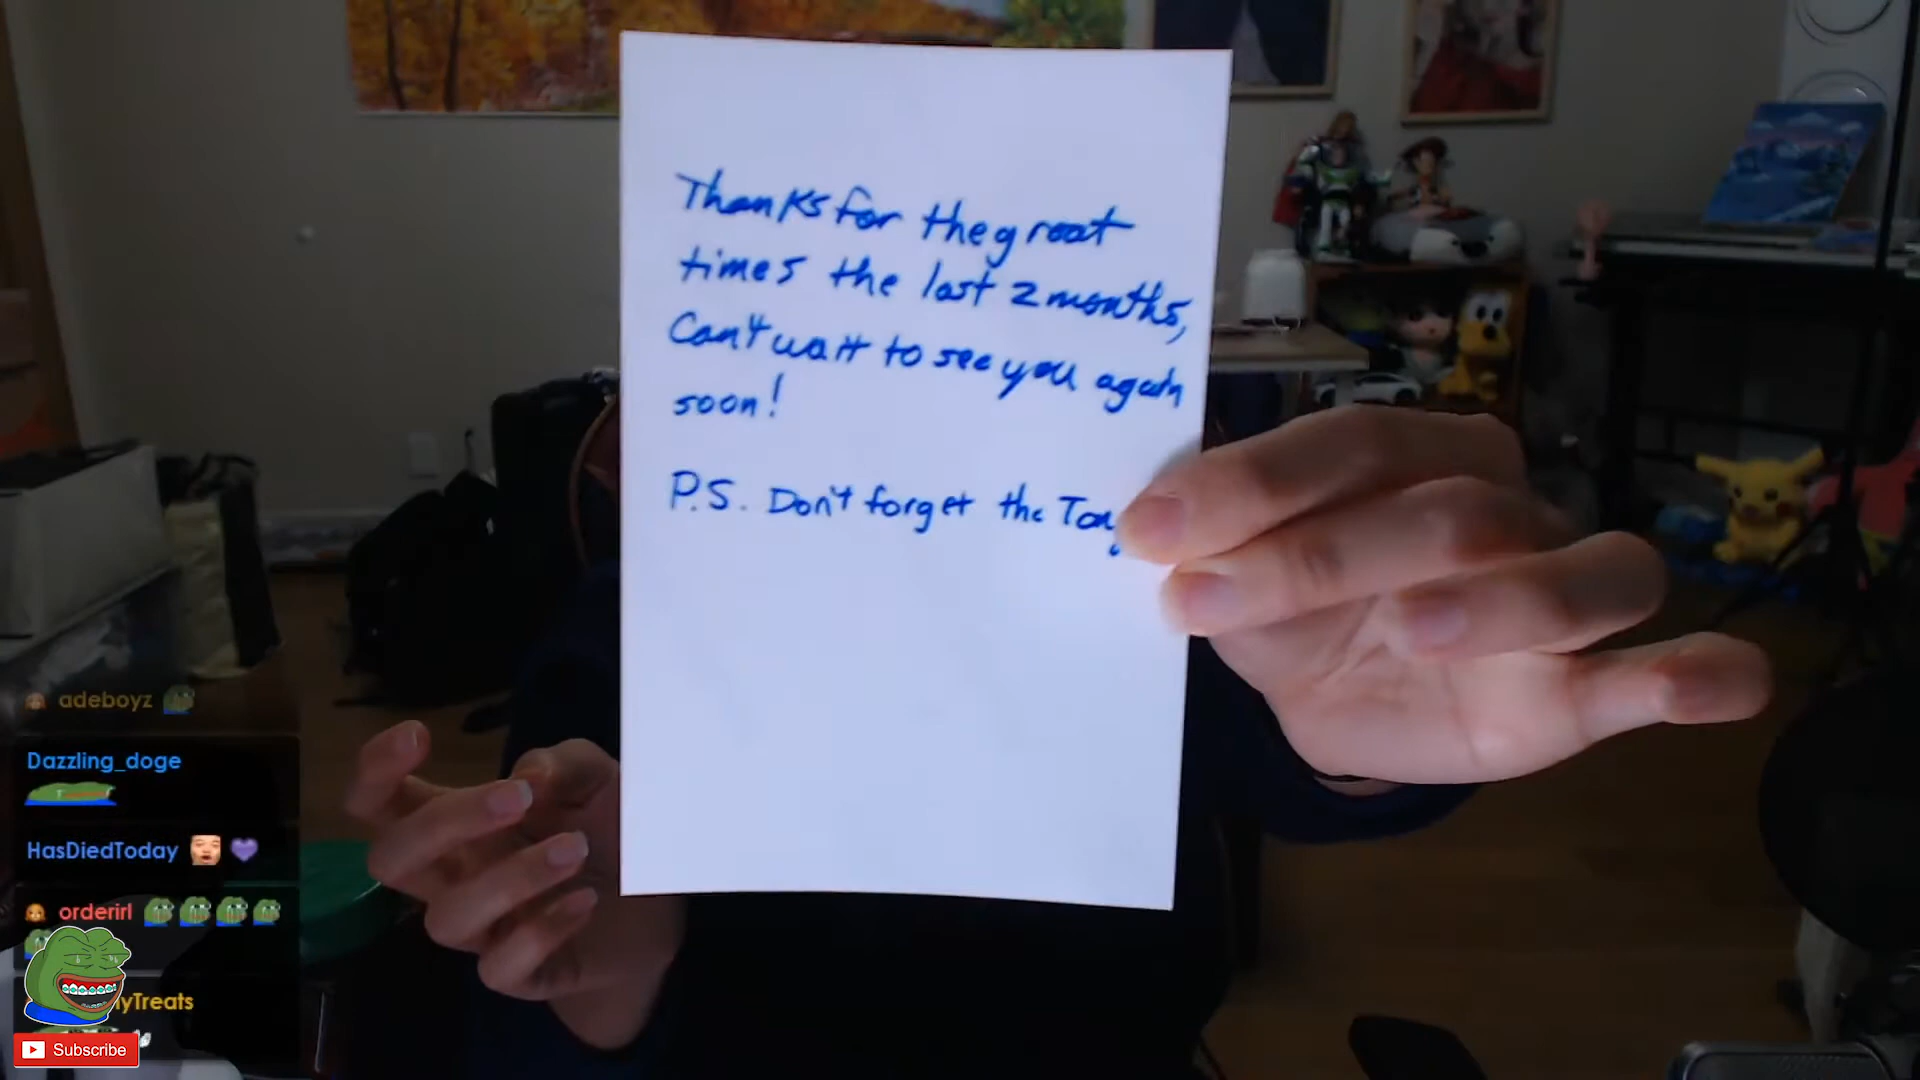 Thanks for the great
times the last 2 months,
Can't wait to see you again
soon!
P.S. Don't forget the
adeboyz
Dazzling_doge
HasDiedToday
orderirl
yTreats
Subscribe